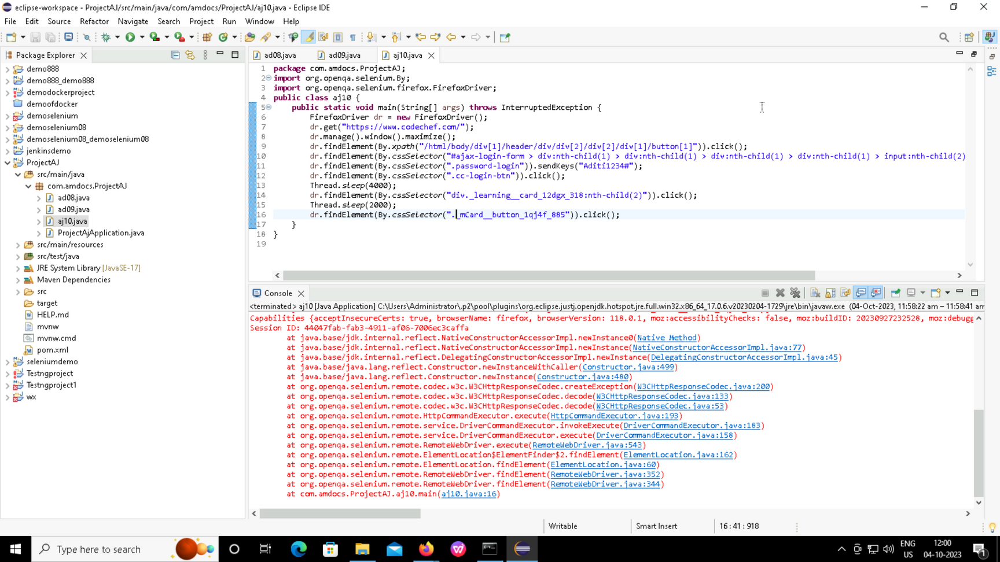 eclipse-workspace - ProjectAJ/src/main/java/com/amdocs/ProjectAJ/aj10.java - Eclipse IDE
File Edit Source Refactor Navigate Search Project Run Window Help
Package Explorer
demo888
demo888_demo888
demodockerproject
demoofdocker
demoselenium
demoselenium08
demoselenium08_demoselenium08
jenkinsdemo
ProjectAJ
src/main/java
com.amdocs.ProjectAJ
ad08.java
ad09.java
aj10.java
ProjectAjApplication.java
src/main/resources
src/test/java
JRE System Library [JavaSE-17]
Maven Dependencies
src
target
HELP.md
mvnw
mvnw.cmd
pom.xml
seleniumdemo
Testngproject
Testngproject1
wx
ad08.java ad09.java aj10.java
1 package com.amdocs.ProjectAJ;
2 import org.openqa.selenium.By;
3 import org.openqa.selenium.firefox.FirefoxDriver;
4 public class aj10 {
5 public static void main(String[] args) throws InterruptedException {
6 FirefoxDriver dr = new FirefoxDriver();
7 dr.get("https://www.codechef.com/");
8 dr.manage().window().maximize();
9 dr.findElement(By.xpath("/html/body/div[1]/header/div/div[2]/div[2]/div[1]/button[1]")).click();
10 dr.findElement(By.cssSelector("#ajax-login-form > div:nth-child(1) > div:nth-child(1) > div:nth-child(1) > div:nth-child(1) > input:nth-child(2)
11 dr.findElement(By.cssSelector(".password-login")).sendKeys("Aditi1234#");
12 dr.findElement(By.cssSelector(".cc-login-btn")).click();
13 Thread.sleep(4000);
14 dr.findElement(By.cssSelector("div._learning__card_12dgx_318:nth-child(2)")).click();
15 Thread.sleep(2000);
16 dr.findElement(By.cssSelector("._mCard__button_1qj4f_885")).click();
17 }
18 }
19
Console
<terminated> aj10 [Java Application] C:\Users\Administrator\.p2\pool\plugins\org.eclipse.justj.openjdk.hotspot.jre.full.win32.x86_64_17.0.6.v20230204-1729\jre\bin\javaw.exe (04-Oct-2023, 11:58:22 am – 11:58:41 am
Capabilities {acceptInsecureCerts: true, browserName: firefox, browserVersion: 118.0.1, moz:accessibilityChecks: false, moz:buildID: 20230927232528, moz:debugg
Session ID: 44047fab-fab3-4911-af06-7006ec3caffa
at java.base/jdk.internal.reflect.NativeConstructorAccessorImpl.newInstance0(Native Method)
at java.base/jdk.internal.reflect.NativeConstructorAccessorImpl.newInstance(NativeConstructorAccessorImpl.java:77)
at java.base/jdk.internal.reflect.DelegatingConstructorAccessorImpl.newInstance(DelegatingConstructorAccessorImpl.java:45)
at java.base/java.lang.reflect.Constructor.newInstanceWithCaller(Constructor.java:499)
at java.base/java.lang.reflect.Constructor.newInstance(Constructor.java:480)
at org.openqa.selenium.remote.codec.w3c.W3CHttpResponseCodec.createException(W3CHttpResponseCodec.java:200)
at org.openqa.selenium.remote.codec.w3c.W3CHttpResponseCodec.decode(W3CHttpResponseCodec.java:133)
at org.openqa.selenium.remote.codec.w3c.W3CHttpResponseCodec.decode(W3CHttpResponseCodec.java:53)
at org.openqa.selenium.remote.HttpCommandExecutor.execute(HttpCommandExecutor.java:193)
at org.openqa.selenium.remote.service.DriverCommandExecutor.invokeExecute(DriverCommandExecutor.java:183)
at org.openqa.selenium.remote.service.DriverCommandExecutor.execute(DriverCommandExecutor.java:158)
at org.openqa.selenium.remote.RemoteWebDriver.execute(RemoteWebDriver.java:543)
at org.openqa.selenium.remote.ElementLocation$ElementFinder$2.findElement(ElementLocation.java:162)
at org.openqa.selenium.remote.ElementLocation.findElement(ElementLocation.java:60)
at org.openqa.selenium.remote.RemoteWebDriver.findElement(RemoteWebDriver.java:352)
at org.openqa.selenium.remote.RemoteWebDriver.findElement(RemoteWebDriver.java:344)
at com.amdocs.ProjectAJ.aj10.main(aj10.java:16)
Writable Smart Insert 16 : 41 : 918
Type here to search
ENG
US
12:00
04-10-2023
1